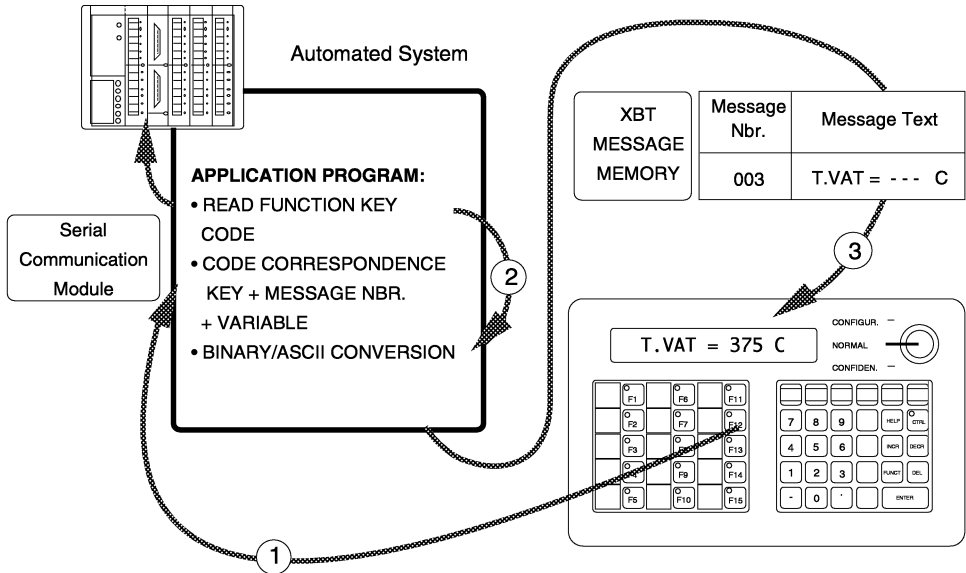 Automated System
XBT
MESSAGE
MEMORY
Message
Nbr.
Message Text
003
T.VAT = - - - C
APPLICATION PROGRAM:
• READ FUNCTION KEY
CODE
• CODE CORRESPONDENCE
KEY + MESSAGE NBR.
+ VARIABLE
• BINARY/ASCII CONVERSION
Serial
Communication
Module
2
3
1
T.VAT = 375 C
CONFIGUR.
NORMAL
CONFIDEN.
F1 F6 F11
F2 F7 F12
F3 F13
F9 F14
F5 F10 F15
7 8 9 HELP CTRL
4 5 6 INCR DECR
1 2 3 FUNCT DEL
- 0 . ENTER